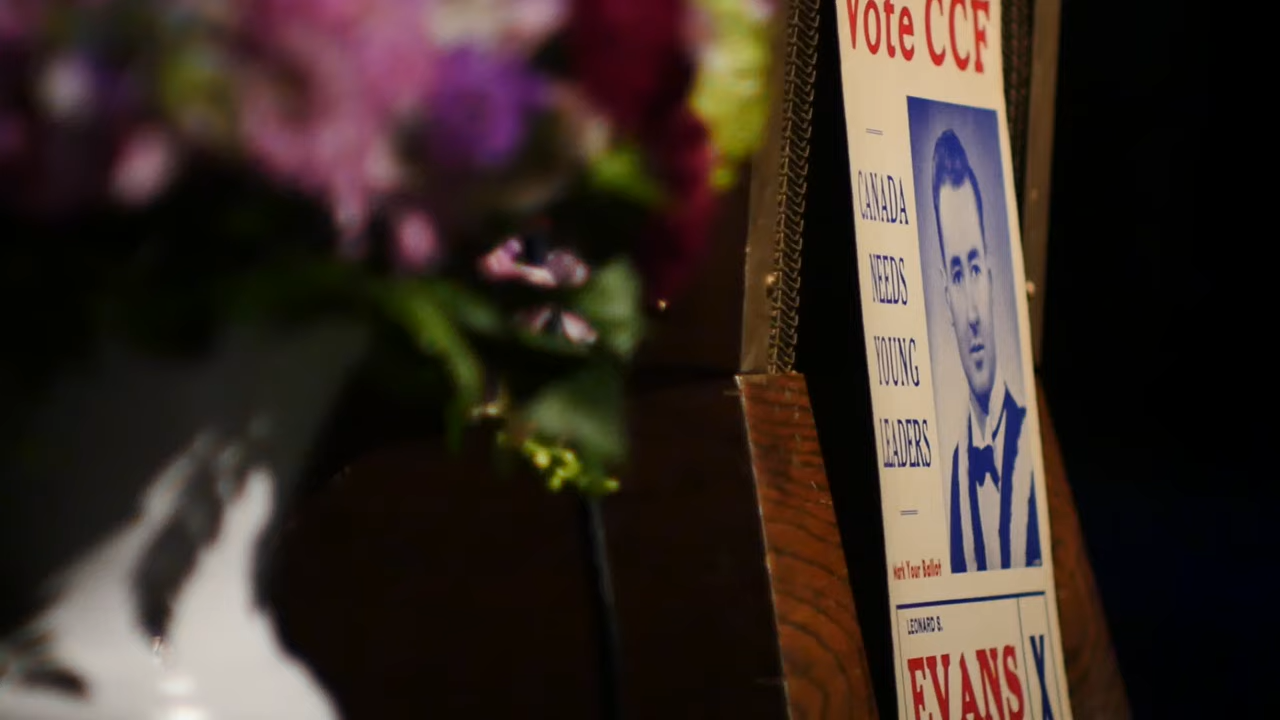 Vote CCF
CANADA
NEEDS
YOUNG
LEADERS
Mark Your Ballot
LEONARD S.
EVANS X